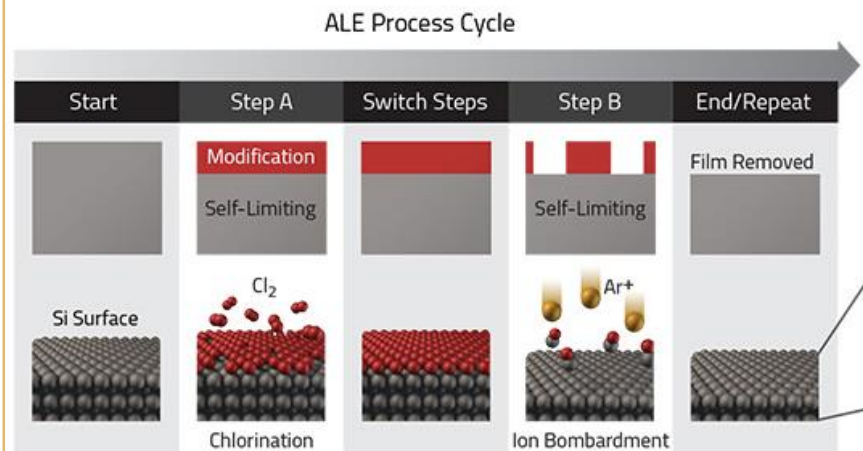 ALE Process Cycle
Start
Step A
Switch Steps
Step B
End/Repeat
Modification
Self-Limiting
Self-Limiting
Film Removed
Si Surface
Cl₂
Ar+
Chlorination
Ion Bombardment